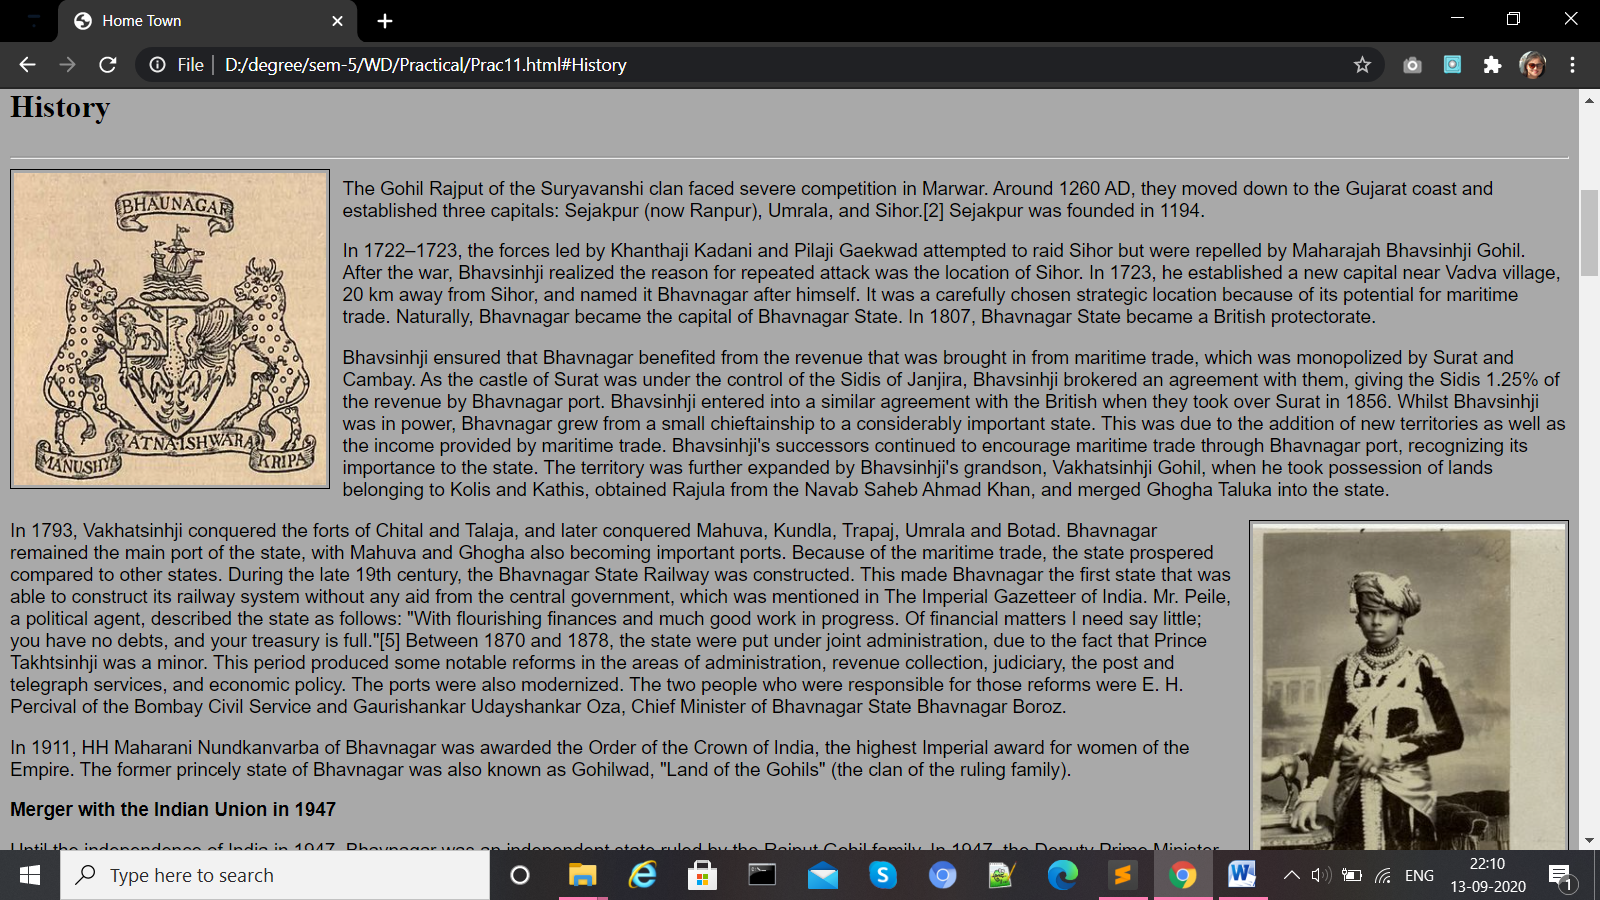 Home Town
File
D:/degree/sem-5/WD/Practical/Prac11.html#History
History
BHAUNAGAR
MANUSHYA YATNA ISHWARA KRIPA
The Gohil Rajput of the Suryavanshi clan faced severe competition in Marwar. Around 1260 AD, they moved down to the Gujarat coast and
established three capitals: Sejakpur (now Ranpur), Umrala, and Sihor.[2] Sejakpur was founded in 1194.
In 1722–1723, the forces led by Khanthaji Kadani and Pilaji Gaekwad attempted to raid Sihor but were repelled by Maharajah Bhavsinhji Gohil.
After the war, Bhavsinhji realized the reason for repeated attack was the location of Sihor. In 1723, he established a new capital near Vadva village,
20 km away from Sihor, and named it Bhavnagar after himself. It was a carefully chosen strategic location because of its potential for maritime
trade. Naturally, Bhavnagar became the capital of Bhavnagar State. In 1807, Bhavnagar State became a British protectorate.
Bhavsinhji ensured that Bhavnagar benefited from the revenue that was brought in from maritime trade, which was monopolized by Surat and
Cambay. As the castle of Surat was under the control of the Sidis of Janjira, Bhavsinhji brokered an agreement with them, giving the Sidis 1.25% of
the revenue by Bhavnagar port. Bhavsinhji entered into a similar agreement with the British when they took over Surat in 1856. Whilst Bhavsinhji
was in power, Bhavnagar grew from a small chieftainship to a considerably important state. This was due to the addition of new territories as well as
the income provided by maritime trade. Bhavsinhji's successors continued to encourage maritime trade through Bhavnagar port, recognizing its
importance to the state. The territory was further expanded by Bhavsinhji's grandson, Vakhatsinhji Gohil, when he took possession of lands
belonging to Kolis and Kathis, obtained Rajula from the Navab Saheb Ahmad Khan, and merged Ghogha Taluka into the state.
In 1793, Vakhatsinhji conquered the forts of Chital and Talaja, and later conquered Mahuva, Kundla, Trapaj, Umrala and Botad. Bhavnagar
remained the main port of the state, with Mahuva and Ghogha also becoming important ports. Because of the maritime trade, the state prospered
compared to other states. During the late 19th century, the Bhavnagar State Railway was constructed. This made Bhavnagar the first state that was
able to construct its railway system without any aid from the central government, which was mentioned in The Imperial Gazetteer of India. Mr. Peile,
a political agent, described the state as follows: "With flourishing finances and much good work in progress. Of financial matters I need say little;
you have no debts, and your treasury is full."[5] Between 1870 and 1878, the state were put under joint administration, due to the fact that Prince
Takhtsinhji was a minor. This period produced some notable reforms in the areas of administration, revenue collection, judiciary, the post and
telegraph services, and economic policy. The ports were also modernized. The two people who were responsible for those reforms were E. H.
Percival of the Bombay Civil Service and Gaurishankar Udayshankar Oza, Chief Minister of Bhavnagar State Bhavnagar Boroz.
In 1911, HH Maharani Nundkanvarba of Bhavnagar was awarded the Order of the Crown of India, the highest Imperial award for women of the
Empire. The former princely state of Bhavnagar was also known as Gohilwad, "Land of the Gohils" (the clan of the ruling family).
Merger with the Indian Union in 1947
Until the independence of India in 1947, Bhavnagar was an independent state ruled by the Rajput Gohil family. In 1947, the Deputy Prime Minister
Type here to search
ENG
22:10
13-09-2020
1